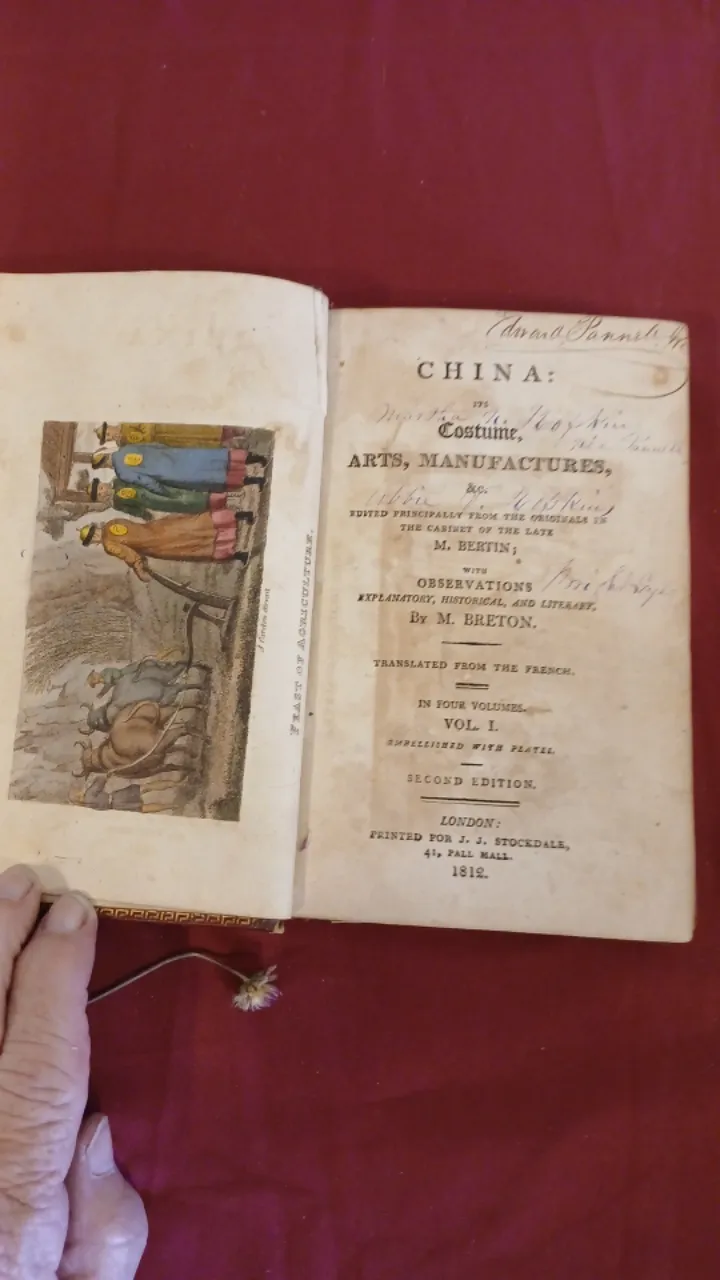 FEAST OF AGRICULTURE.
Edward
CHINA:
ITS
Costume,
ARTS, MANUFACTURES,
&c.
EDITED PRINCIPALLY FROM THE ORIGINALS IN
THE CABINET OF THE LATE
M. BERTIN;
WITH
OBSERVATIONS
EXPLANATORY, HISTORICAL, AND LITERARY,
By M. BRETON.
TRANSLATED FROM THE FRENCH.
IN FOUR VOLUMES.
VOL. I.
EMBELLISHED WITH PLATES.
SECOND EDITION.
LONDON:
PRINTED FOR J. J. STOCKDALE,
41, PALL MALL.
1812.